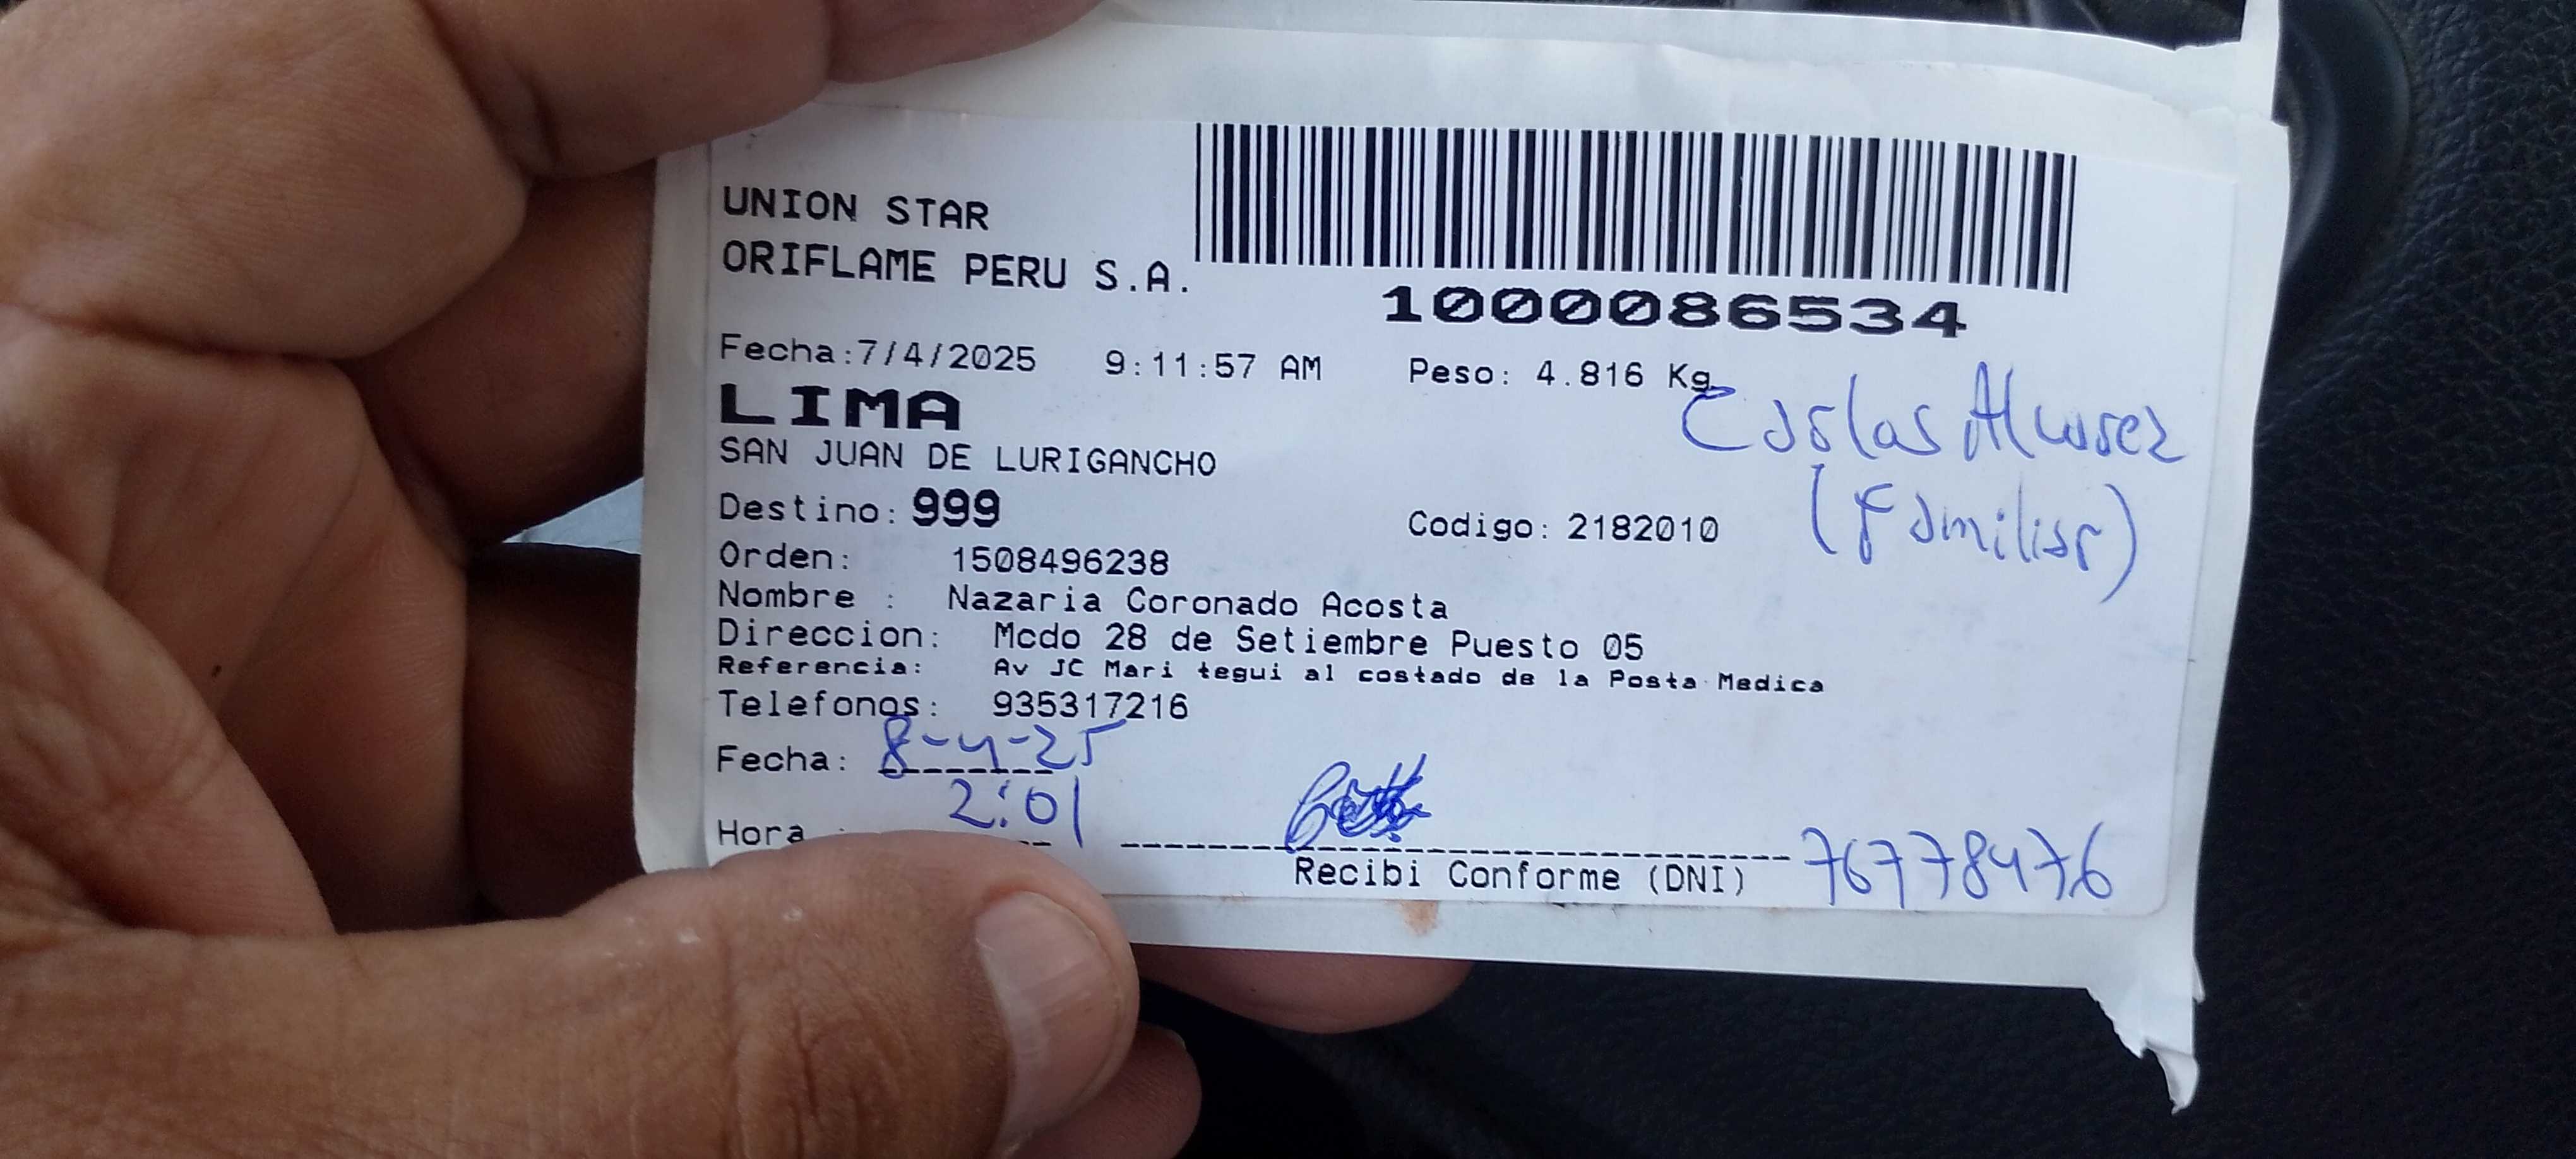 UNION STAR
ORIFLAME PERU S.A.
1000086534
Fecha:7/4/2025 9:11:57 AM Peso: 4.816 Kg
LIMA
SAN JUAN DE LURIGANCHO
Carlos Alvarez
(Familiar)
Destino: 999 Codigo: 2182010
Orden: 1508496238
Nombre : Nazaria Coronado Acosta
Direccion: Mcdo 28 de Setiembre Puesto 05
Referencia: Av JC Mari tegui al costado de la Posta Medica
Telefonos: 935317216
Fecha: 8-4-25
Hora : 2:01
Recibi Conforme (DNI) 76778476